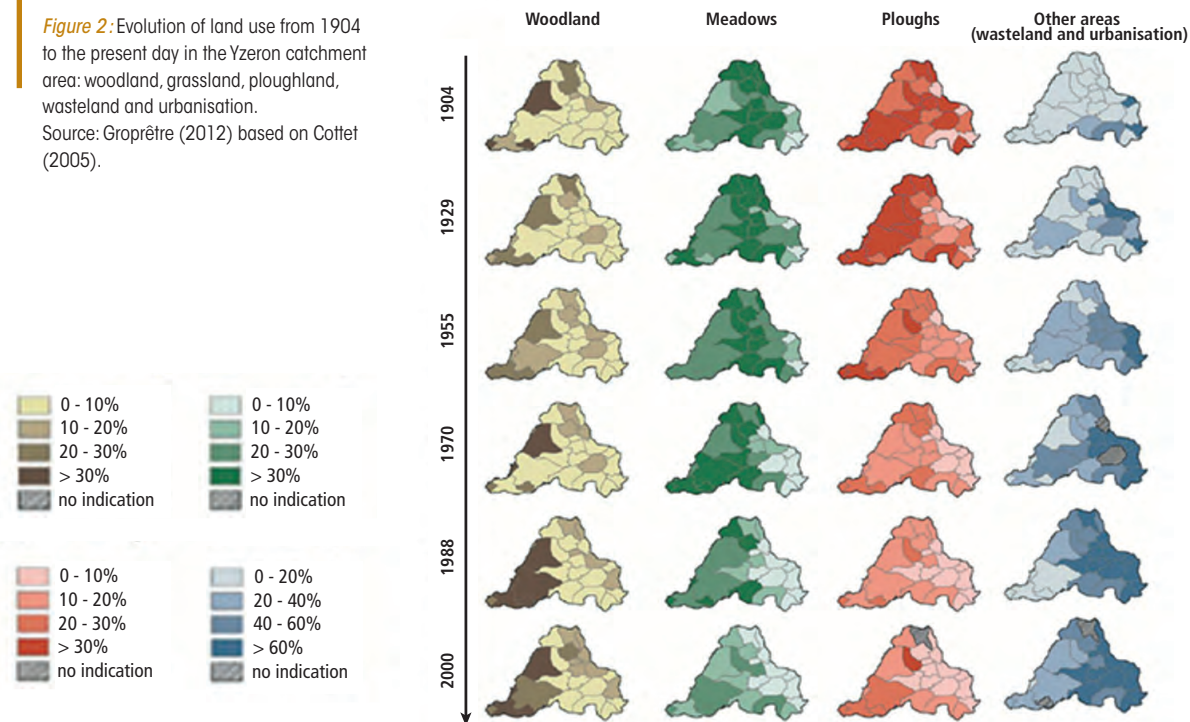 Figure 2: Evolution of land use from 1904
to the present day in the Yzeron catchment
area: woodland, grassland, ploughland,
wasteland and urbanisation.
Source: Groprêtre (2012) based on Cottet
(2005).
Woodland
Meadows
Ploughs
Other areas
(wasteland and urbanisation)
1904
1929
1955
1970
1988
2000
0 - 10%
10 - 20%
20 - 30%
> 30%
no indication
0 - 10%
10 - 20%
20 - 30%
> 30%
no indication
0 - 10%
10 - 20%
20 - 30%
> 30%
no indication
0 - 20%
20 - 40%
40 - 60%
> 60%
no indication